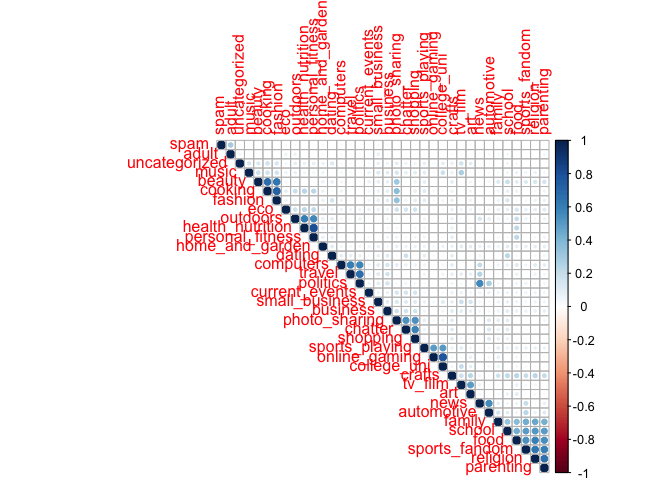 spam
adult
uncategorized
music
beauty
cooking
fashion
eco
outdoors
health_nutrition
personal_fitness
home_and_garden
dating
computers
travel
politics
current_events
small_business
business
photo_sharing
chatter
shopping
sports_playing
online_gaming
college_uni
crafts
tv_film
art
news
automotive
family
school
food
sports_fandom
religion
parenting
spam
adult
uncategorized
music
beauty
cooking
fashion
eco
outdoors
health_nutrition
personal_fitness
home_and_garden
dating
computers
travel
politics
current_events
small_business
business
photo_sharing
chatter
shopping
sports_playing
online_gaming
college_uni
crafts
tv_film
art
news
automotive
family
school
food
sports_fandom
religion
parenting
1
0.8
0.6
0.4
0.2
0
-0.2
-0.4
-0.6
-0.8
-1